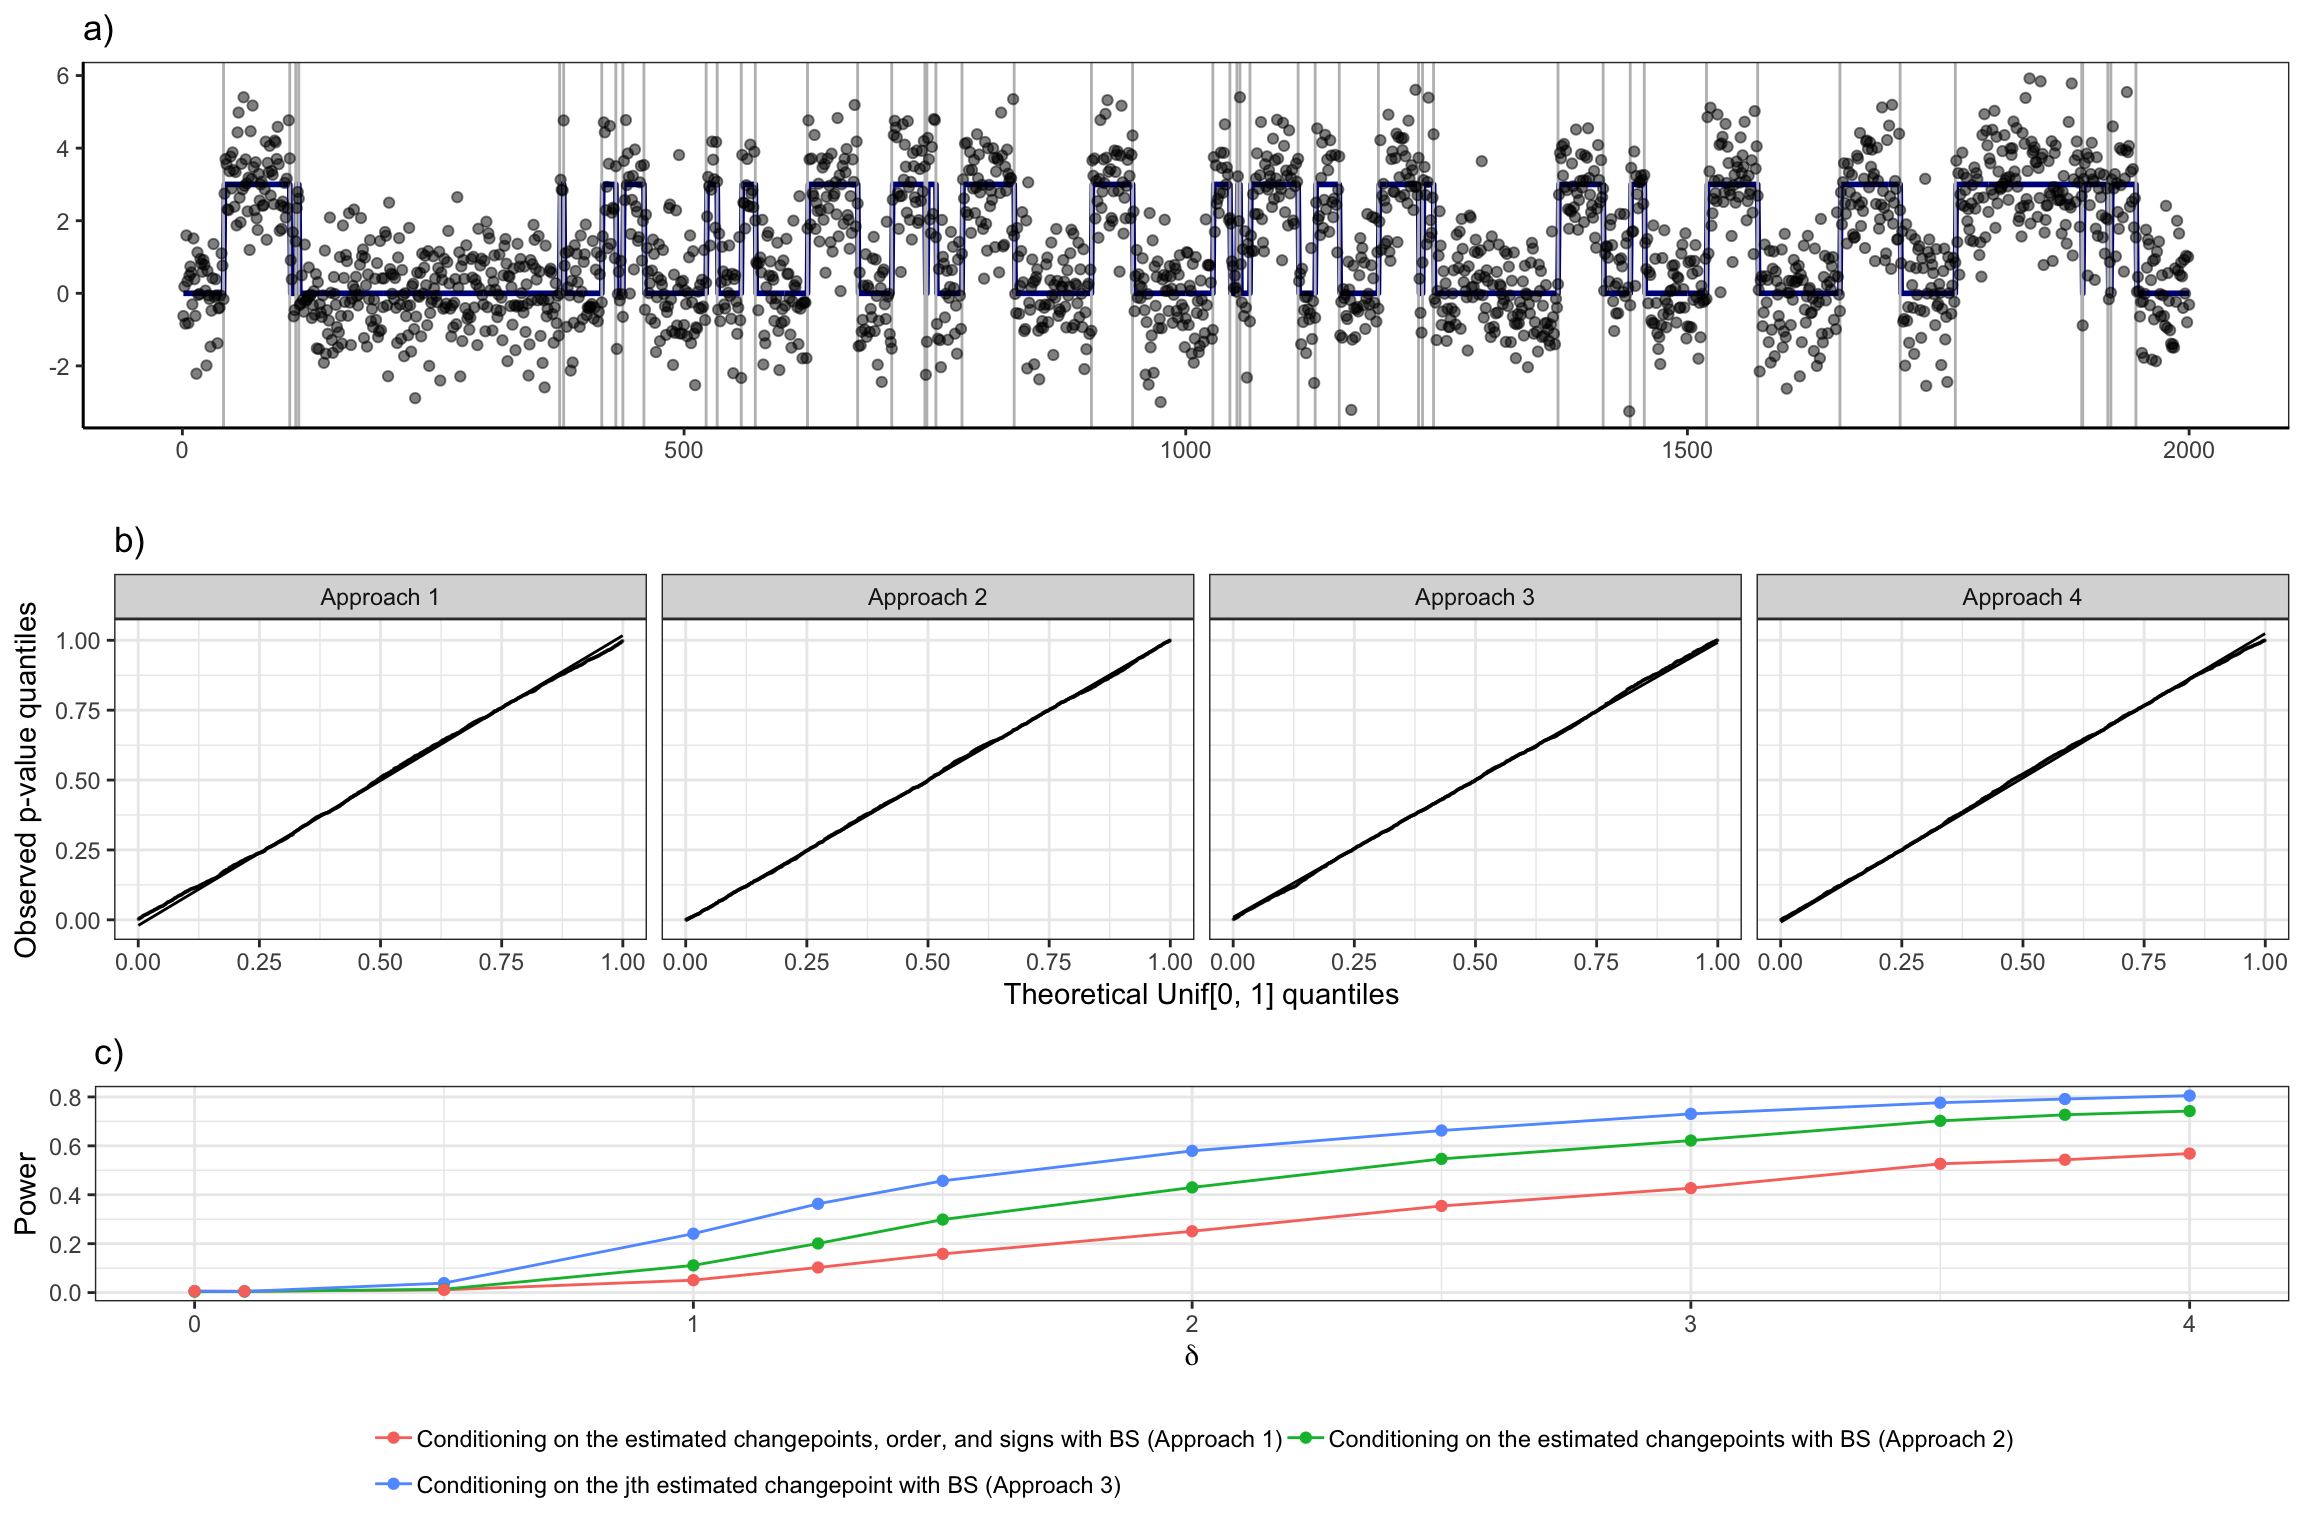 a)
6
4
2
0
-2
0 500 1000 1500 2000
b)
Approach 1 Approach 2 Approach 3 Approach 4
Observed p-value quantiles
1.00
0.75
0.50
0.25
0.00
0.00 0.25 0.50 0.75 1.00 0.00 0.25 0.50 0.75 1.00 0.00 0.25 0.50 0.75 1.00 0.00 0.25 0.50 0.75 1.00
Theoretical Unif[0, 1] quantiles
c)
Power
0.8
0.6
0.4
0.2
0.0
0 1 2 3 4
δ
Conditioning on the estimated changepoints, order, and signs with BS (Approach 1) Conditioning on the estimated changepoints with BS (Approach 2)
Conditioning on the jth estimated changepoint with BS (Approach 3)